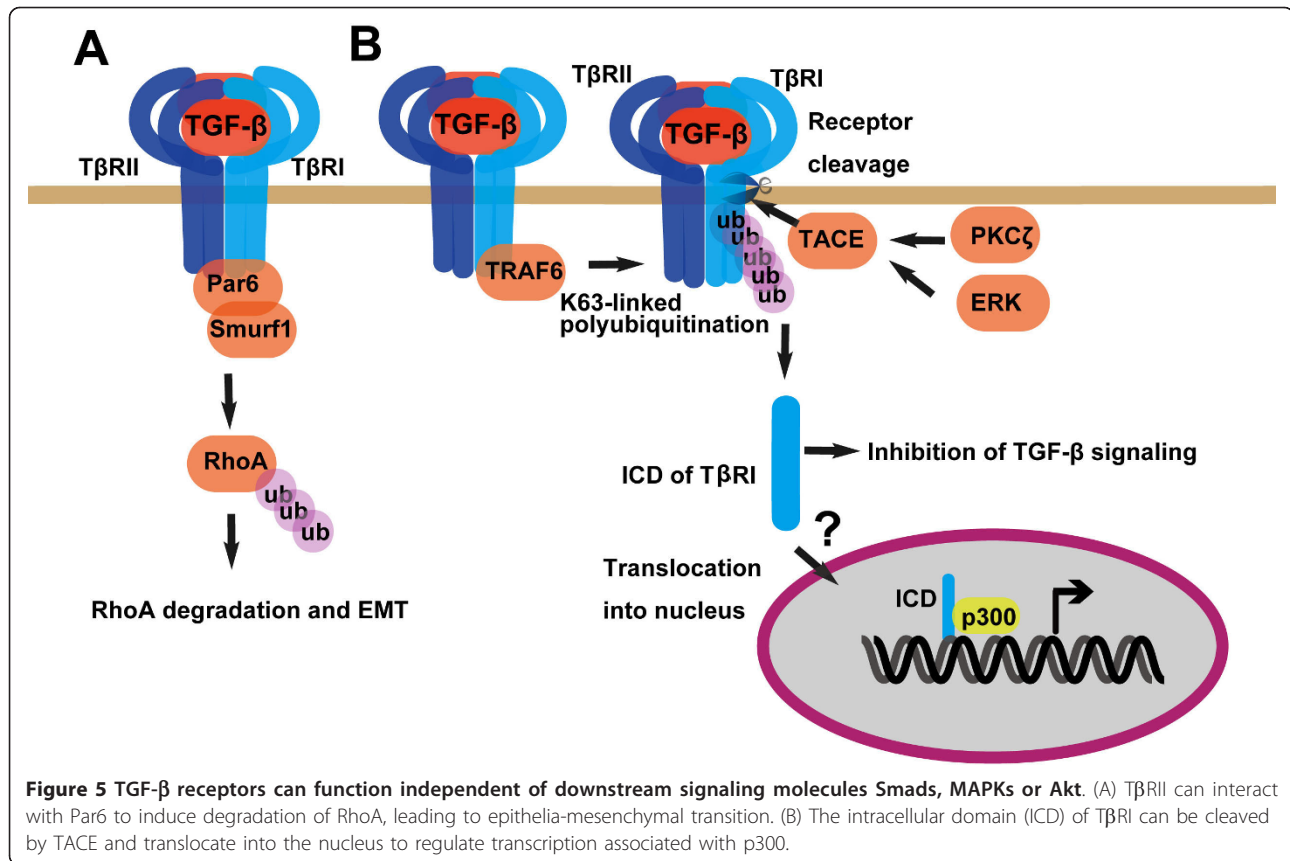 A
TGF-β
TβRII
TβRI
Par6
Smurf1
RhoA
ub
ub
ub
RhoA degradation and EMT
B
TGF-β
TRAF6
K63-linked
polyubiquitination
TβRII
TβRI
TGF-β
Receptor
cleavage
ub
ub
ub
ub
ub
TACE
PKCζ
ERK
ICD of TβRI
Inhibition of TGF-β signaling
?
Translocation
into nucleus
ICD
p300
Figure 5 TGF-β receptors can function independent of downstream signaling molecules Smads, MAPKs or Akt. (A) TβRII can interact
with Par6 to induce degradation of RhoA, leading to epithelia-mesenchymal transition. (B) The intracellular domain (ICD) of TβRI can be cleaved
by TACE and translocate into the nucleus to regulate transcription associated with p300.